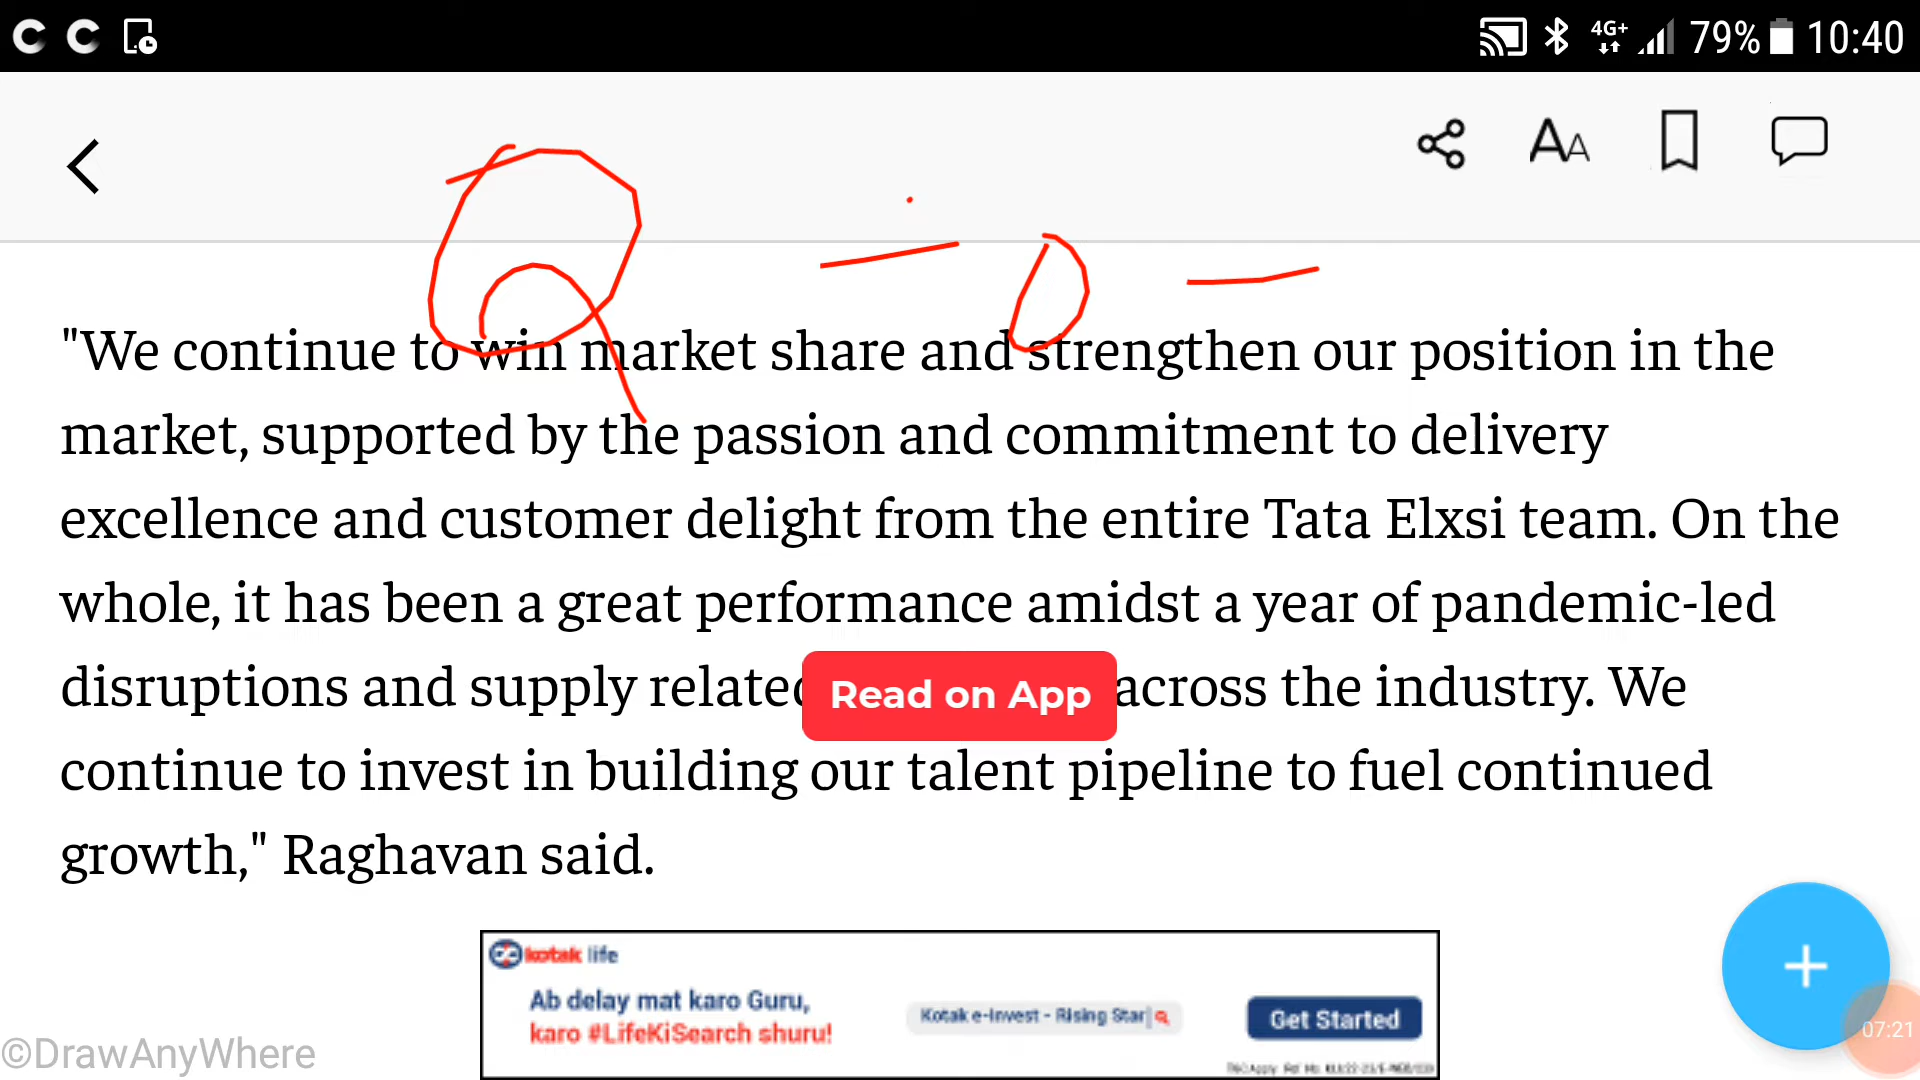 4G+ 79% 10:40
AA
Q - 0 -
"We continue to win market share and strengthen our position in the
market, supported by the passion and commitment to delivery
excellence and customer delight from the entire Tata Elxsi team. On the
whole, it has been a great performance amidst a year of pandemic-led
disruptions and supply related across the industry. We
Read on App
continue to invest in building our talent pipeline to fuel continued
growth," Raghavan said.
kotak life
Ab delay mat karo Guru,
karo #LifeKiSearch shuru!
Kotak e-Invest - Rising Star
Get Started
07:21
©DrawAnyWhere